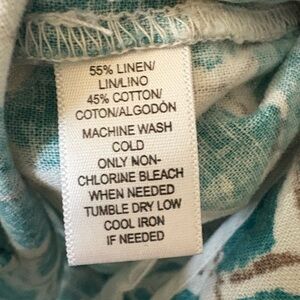 55% LINEN/
LIN/LINO
45% COTTON/
COTON/ALGODÓN
MACHINE WASH
COLD
ONLY NON-
CHLORINE BLEACH
WHEN NEEDED
TUMBLE DRY LOW
COOL IRON
IF NEEDED